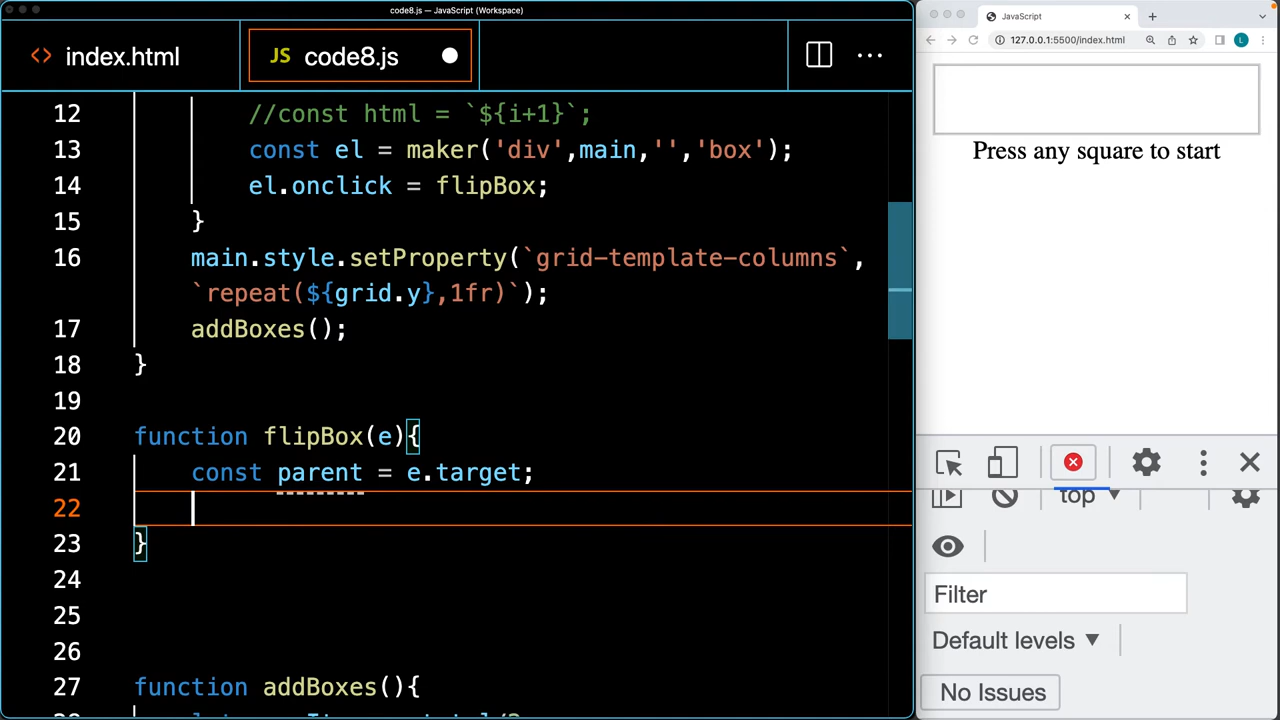 code8.js — JavaScript (Workspace)
index.html
JS code8.js
12 //const html = `${i+1}`;
13 const el = maker('div',main,'','box');
14 el.onclick = flipBox;
15 }
16 main.style.setProperty(`grid-template-columns`,
`repeat(${grid.y},1fr)`);
17 addBoxes();
18 }
19
20 function flipBox(e){
21 const parent = e.target;
22
23 }
24
25
26
27 function addBoxes(){
JavaScript
127.0.0.1:5500/index.html
L
Press any square to start
top
Filter
Default levels
No Issues